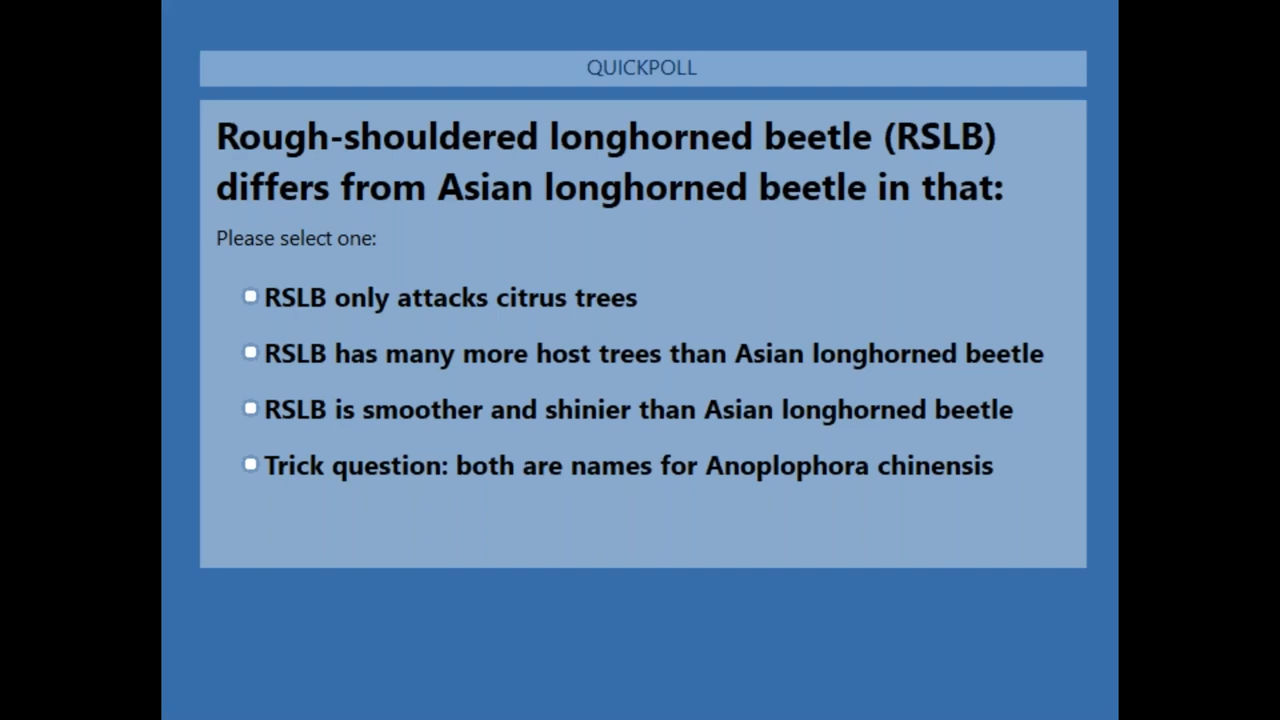 QUICKPOLL
Rough-shouldered longhorned beetle (RSLB)
differs from Asian longhorned beetle in that:
Please select one:
RSLB only attacks citrus trees
RSLB has many more host trees than Asian longhorned beetle
RSLB is smoother and shinier than Asian longhorned beetle
Trick question: both are names for Anoplophora chinensis